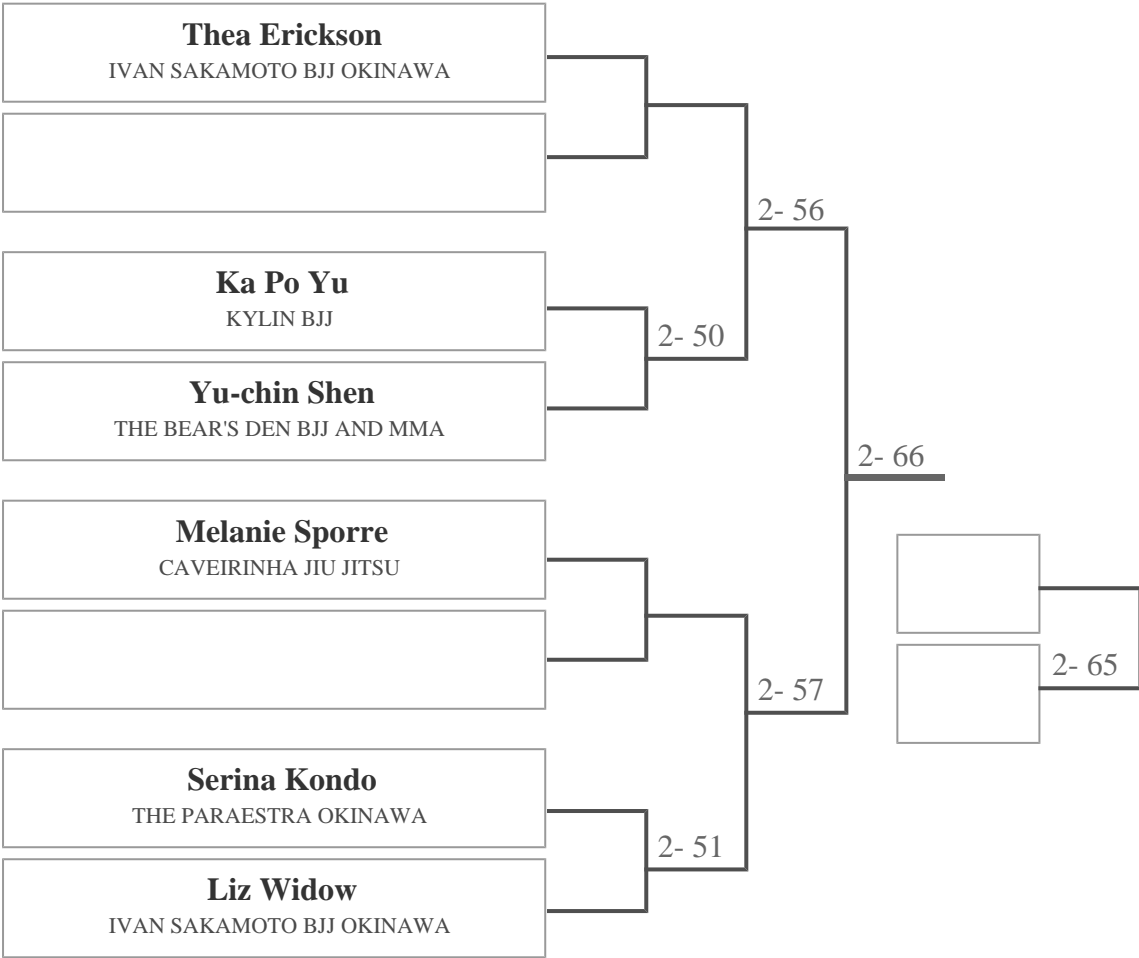 Thea Erickson
IVAN SAKAMOTO BJJ OKINAWA
2- 56
Ka Po Yu
KYLIN BJJ
2- 50
Yu-chin Shen
THE BEAR'S DEN BJJ AND MMA
2- 66
Melanie Sporre
CAVEIRINHA JIU JITSU
2- 65
2- 57
Serina Kondo
THE PARAESTRA OKINAWA
2- 51
Liz Widow
IVAN SAKAMOTO BJJ OKINAWA